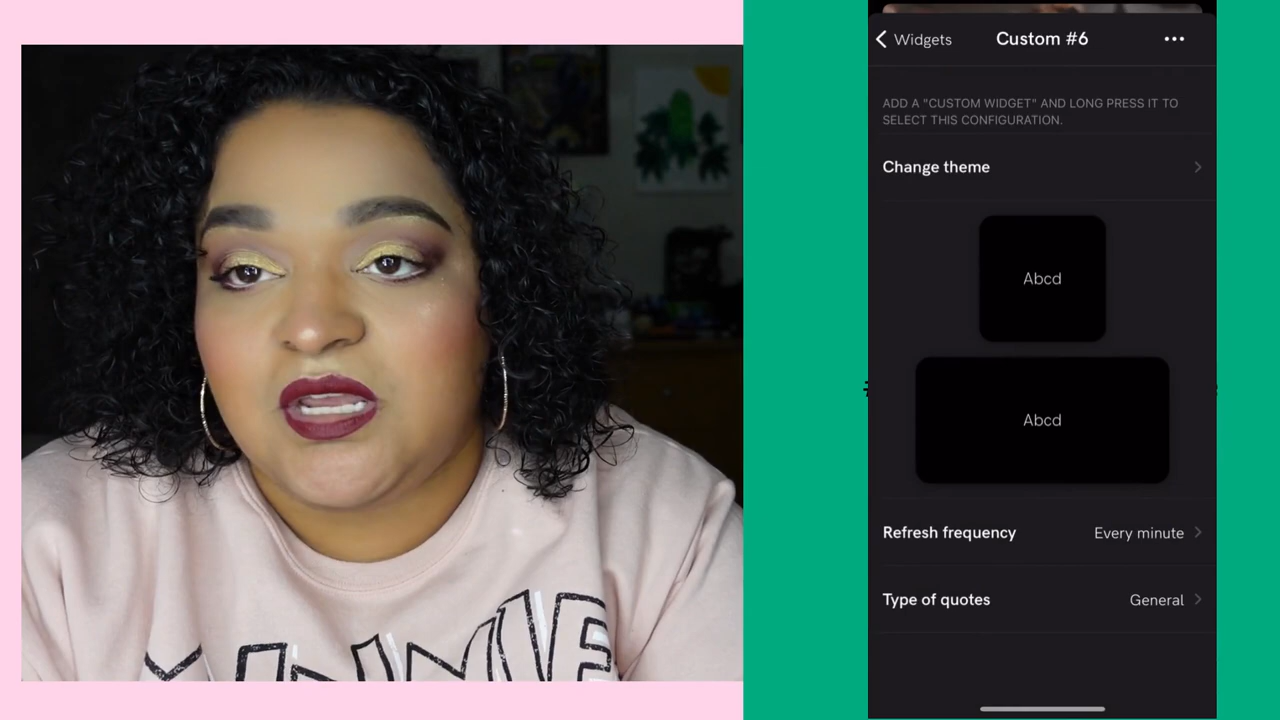 Widgets
Custom #6
ADD A "CUSTOM WIDGET" AND LONG PRESS IT TO
SELECT THIS CONFIGURATION.
Change theme
Abcd
Abcd
Refresh frequency
Every minute
Type of quotes
General